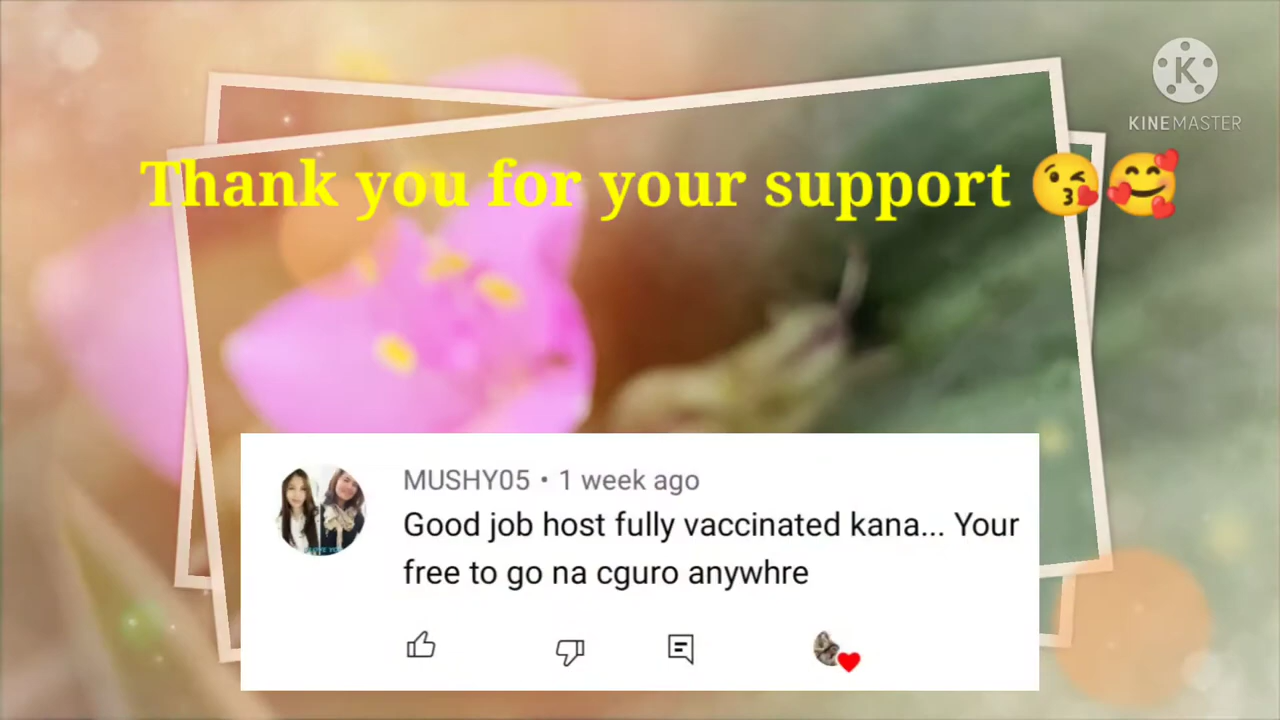 K
KINEMASTER
Thank you for your support 😘🥰
MUSHY05 • 1 week ago
Good job host fully vaccinated kana... Your
free to go na cguro anywhre